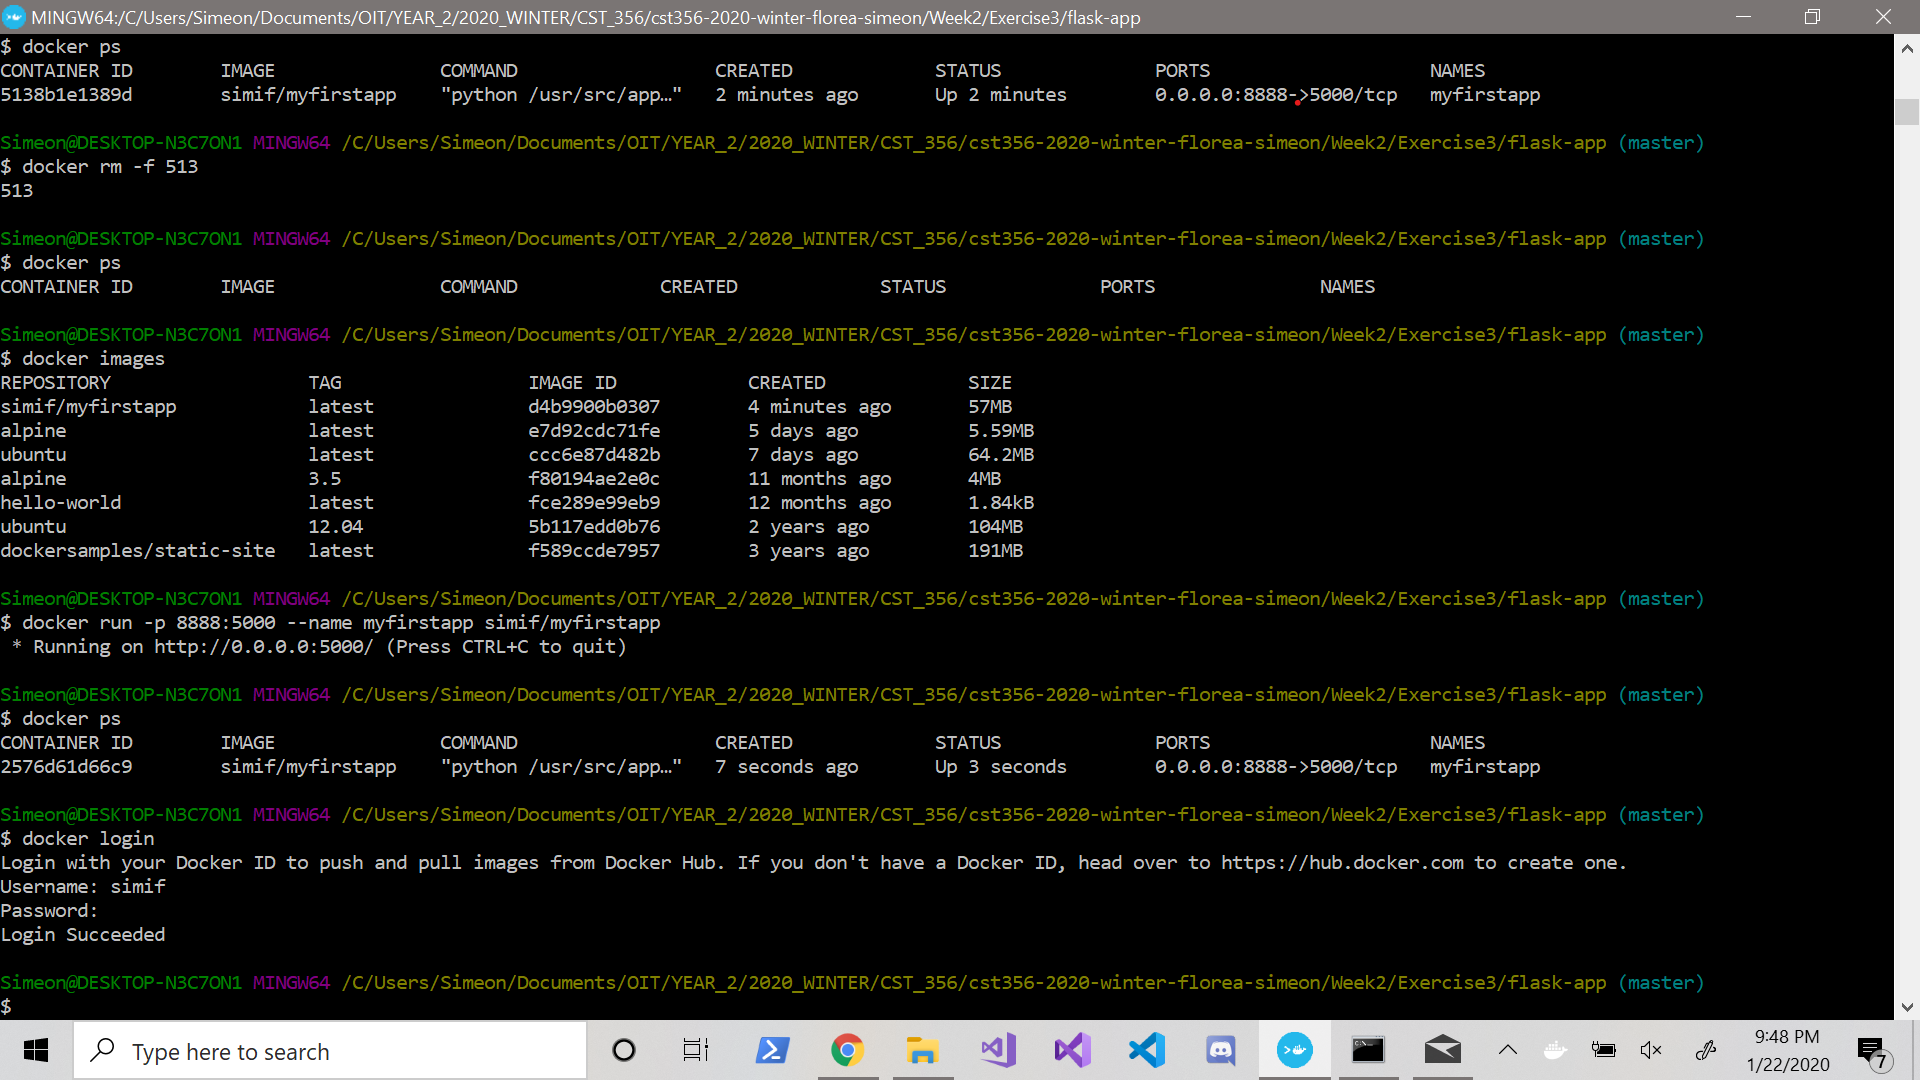 MINGW64:/C/Users/Simeon/Documents/OIT/YEAR_2/2020_WINTER/CST_356/cst356-2020-winter-florea-simeon/Week2/Exercise3/flask-app
$ docker ps
CONTAINER ID        IMAGE               COMMAND                  CREATED             STATUS              PORTS                    NAMES
5138b1e1389d        simif/myfirstapp    "python /usr/src/app…"   2 minutes ago       Up 2 minutes        0.0.0.0:8888->5000/tcp   myfirstapp
Simeon@DESKTOP-N3C7ON1 MINGW64 /C/Users/Simeon/Documents/OIT/YEAR_2/2020_WINTER/CST_356/cst356-2020-winter-florea-simeon/Week2/Exercise3/flask-app (master)
$ docker rm -f 513
513
Simeon@DESKTOP-N3C7ON1 MINGW64 /C/Users/Simeon/Documents/OIT/YEAR_2/2020_WINTER/CST_356/cst356-2020-winter-florea-simeon/Week2/Exercise3/flask-app (master)
$ docker ps
CONTAINER ID        IMAGE               COMMAND             CREATED             STATUS              PORTS               NAMES
Simeon@DESKTOP-N3C7ON1 MINGW64 /C/Users/Simeon/Documents/OIT/YEAR_2/2020_WINTER/CST_356/cst356-2020-winter-florea-simeon/Week2/Exercise3/flask-app (master)
$ docker images
REPOSITORY                  TAG                 IMAGE ID            CREATED             SIZE
simif/myfirstapp            latest              d4b9900b0307        4 minutes ago       57MB
alpine                      latest              e7d92cdc71fe        5 days ago          5.59MB
ubuntu                      latest              ccc6e87d482b        7 days ago          64.2MB
alpine                      3.5                 f80194ae2e0c        11 months ago       4MB
hello-world                 latest              fce289e99eb9        12 months ago       1.84kB
ubuntu                      12.04               5b117edd0b76        2 years ago         104MB
dockersamples/static-site   latest              f589ccde7957        3 years ago         191MB
Simeon@DESKTOP-N3C7ON1 MINGW64 /C/Users/Simeon/Documents/OIT/YEAR_2/2020_WINTER/CST_356/cst356-2020-winter-florea-simeon/Week2/Exercise3/flask-app (master)
$ docker run -p 8888:5000 --name myfirstapp simif/myfirstapp
 * Running on http://0.0.0.0:5000/ (Press CTRL+C to quit)
Simeon@DESKTOP-N3C7ON1 MINGW64 /C/Users/Simeon/Documents/OIT/YEAR_2/2020_WINTER/CST_356/cst356-2020-winter-florea-simeon/Week2/Exercise3/flask-app (master)
$ docker ps
CONTAINER ID        IMAGE               COMMAND                  CREATED             STATUS              PORTS                    NAMES
2576d61d66c9        simif/myfirstapp    "python /usr/src/app…"   7 seconds ago       Up 3 seconds        0.0.0.0:8888->5000/tcp   myfirstapp
Simeon@DESKTOP-N3C7ON1 MINGW64 /C/Users/Simeon/Documents/OIT/YEAR_2/2020_WINTER/CST_356/cst356-2020-winter-florea-simeon/Week2/Exercise3/flask-app (master)
$ docker login
Login with your Docker ID to push and pull images from Docker Hub. If you don't have a Docker ID, head over to https://hub.docker.com to create one.
Username: simif
Password:
Login Succeeded
Simeon@DESKTOP-N3C7ON1 MINGW64 /C/Users/Simeon/Documents/OIT/YEAR_2/2020_WINTER/CST_356/cst356-2020-winter-florea-simeon/Week2/Exercise3/flask-app (master)
$
Type here to search
9:48 PM
1/22/2020
7